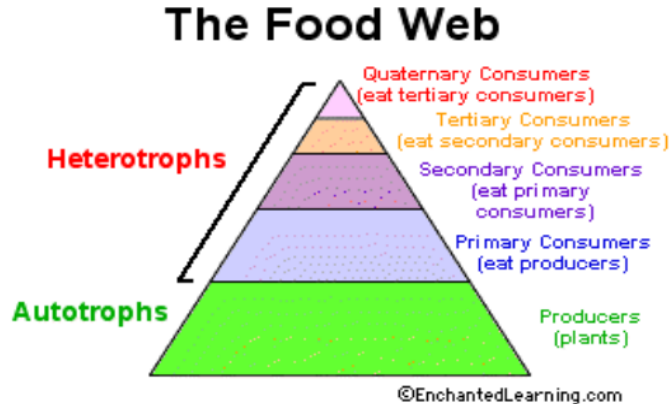 The Food Web
Quaternary Consumers
(eat tertiary consumers)
Tertiary Consumers
(eat secondary consumers)
Heterotrophs
Secondary Consumers
(eat primary
consumers)
Primary Consumers
(eat producers)
Autotrophs
Producers
(plants)
©EnchantedLearning.com